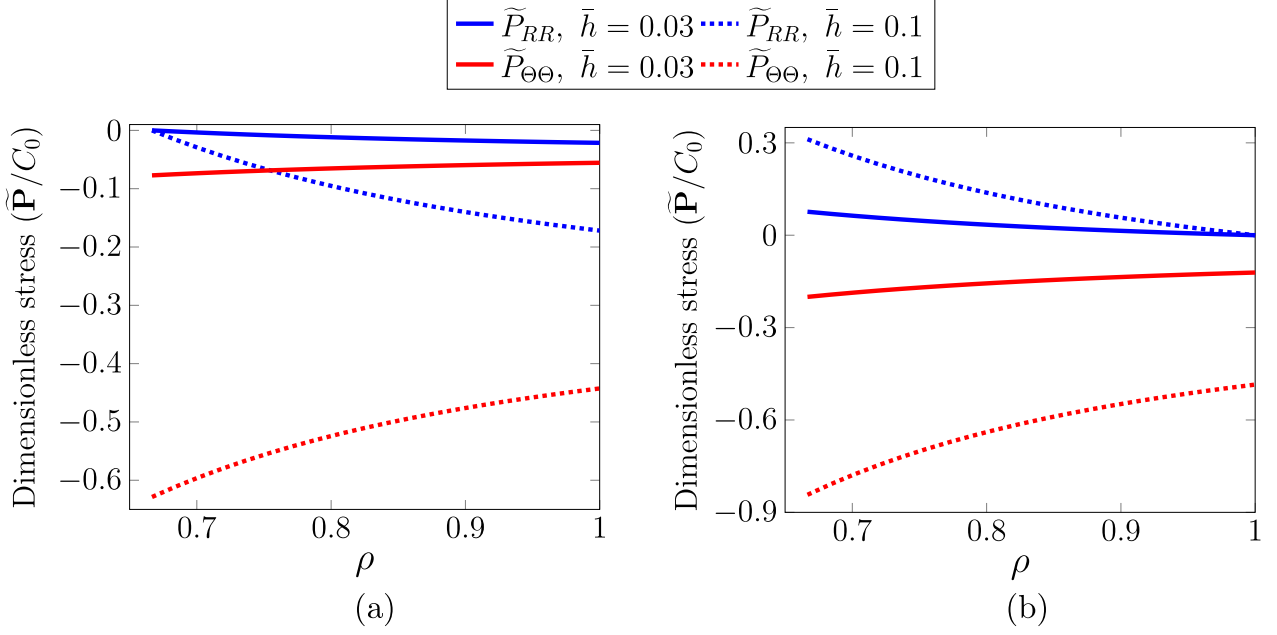 P̃_RR, h̄ = 0.03 P̃_RR, h̄ = 0.1
P̃_ΘΘ, h̄ = 0.03 P̃_ΘΘ, h̄ = 0.1
Dimensionless stress (P̃/C₀)
0
−0.1
−0.2
−0.3
−0.4
−0.5
−0.6
0.7 0.8 0.9 1
ρ
(a)
Dimensionless stress (P̃/C₀)
0.3
0
−0.3
−0.6
−0.9
0.7 0.8 0.9 1
ρ
(b)